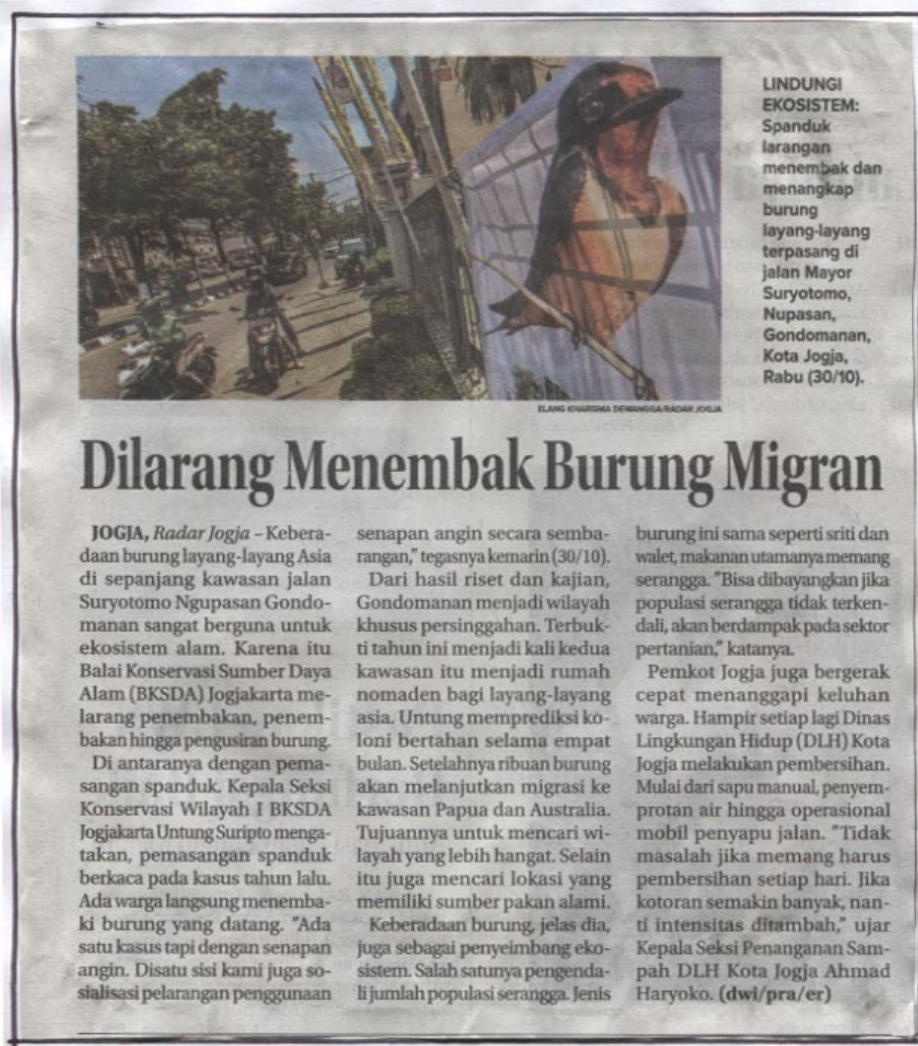 LINDUNGI
EKOSISTEM:
Spanduk
larangan
menembak dan
menangkap
burung
layang-layang
terpasang di
jalan Mayor
Suryotomo,
Nupasan,
Gondomanan,
Kota Jogja,
Rabu (30/10).
ELANG KHARISMA DEWANGGA/RADAR JOGJA
Dilarang Menembak Burung Migran
JOGJA, Radar Jogja – Kebera-
daan burung layang-layang Asia
di sepanjang kawasan jalan
Suryotomo Ngupasan Gondo-
manan sangat berguna untuk
ekosistem alam. Karena itu
Balai Konservasi Sumber Daya
Alam (BKSDA) Jogjakarta me-
larang penembakan, penem-
bakan hingga pengusiran burung.
Di antaranya dengan pema-
sangan spanduk. Kepala Seksi
Konservasi Wilayah I BKSDA
Jogjakarta Untung Suripto menga-
takan, pemasangan spanduk
berkaca pada kasus tahun lalu.
Ada warga langsung menemba-
ki burung yang datang. "Ada
satu kasus tapi dengan senapan
angin. Disatu sisi kami juga so-
sialisasi pelarangan penggunaan
senapan angin secara semba-
rangan," tegasnya kemarin (30/10).
Dari hasil riset dan kajian,
Gondomanan menjadi wilayah
khusus persinggahan. Terbuk-
ti tahun ini menjadi kali kedua
kawasan itu menjadi rumah
nomaden bagi layang-layang
asia. Untung memprediksi ko-
loni bertahan selama empat
bulan. Setelahnya ribuan burung
akan melanjutkan migrasi ke
kawasan Papua dan Australia.
Tujuannya untuk mencari wi-
layah yang lebih hangat. Selain
itu juga mencari lokasi yang
memiliki sumber pakan alami.
Keberadaan burung, jelas dia,
juga sebagai penyeimbang eko-
sistem. Salah satunya pengenda-
li jumlah populasi serangga. Jenis
burung ini sama seperti sriti dan
walet, makanan utamanya memang
serangga. "Bisa dibayangkan jika
populasi serangga tidak terken-
dali, akan berdampak pada sektor
pertanian," katanya.
Pemkot Jogja juga bergerak
cepat menanggapi keluhan
warga. Hampir setiap lagi Dinas
Lingkungan Hidup (DLH) Kota
Jogja melakukan pembersihan.
Mulai dari sapu manual, penyem-
protan air hingga operasional
mobil penyapu jalan. "Tidak
masalah jika memang harus
pembersihan setiap hari. Jika
kotoran semakin banyak, nan-
ti intensitas ditambah," ujar
Kepala Seksi Penanganan Sam-
pah DLH Kota Jogja Ahmad
Haryoko. (dwi/pra/er)